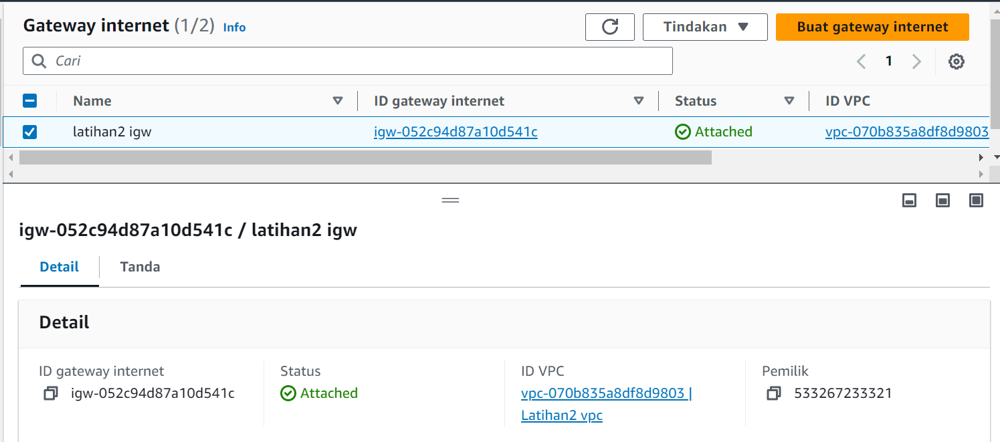 Gateway internet (1/2) Info
Tindakan
Buat gateway internet
Cari
1
Name ID gateway internet Status ID VPC
latihan2 igw igw-052c94d87a10d541c Attached vpc-070b835a8df8d9803
igw-052c94d87a10d541c / latihan2 igw
Detail Tanda
Detail
ID gateway internet Status ID VPC Pemilik
igw-052c94d87a10d541c Attached vpc-070b835a8df8d9803 | 533267233321
Latihan2 vpc